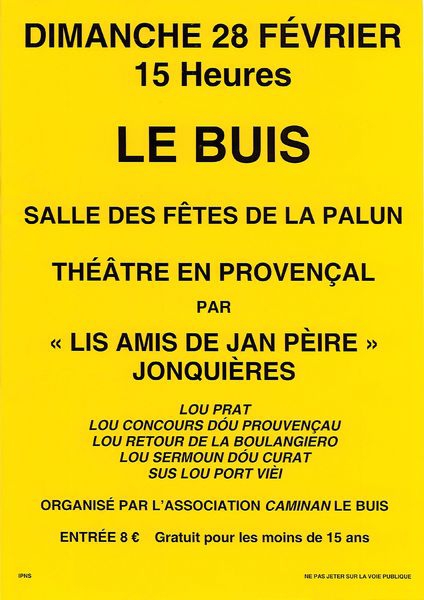 DIMANCHE 28 FÉVRIER
15 Heures
LE BUIS
SALLE DES FÊTES DE LA PALUN
THÉÂTRE EN PROVENÇAL
PAR
« LIS AMIS DE JAN PÈIRE »
JONQUIÈRES
LOU PRAT
LOU CONCOURS DÓU PROUVENÇAU
LOU RETOUR DE LA BOULANGIERO
LOU SERMOUN DÓU CURAT
SUS LOU PORT VIÈI
ORGANISÉ PAR L'ASSOCIATION CAMINAN LE BUIS
ENTRÉE 8 € Gratuit pour les moins de 15 ans
IPNS NE PAS JETER SUR LA VOIE PUBLIQUE